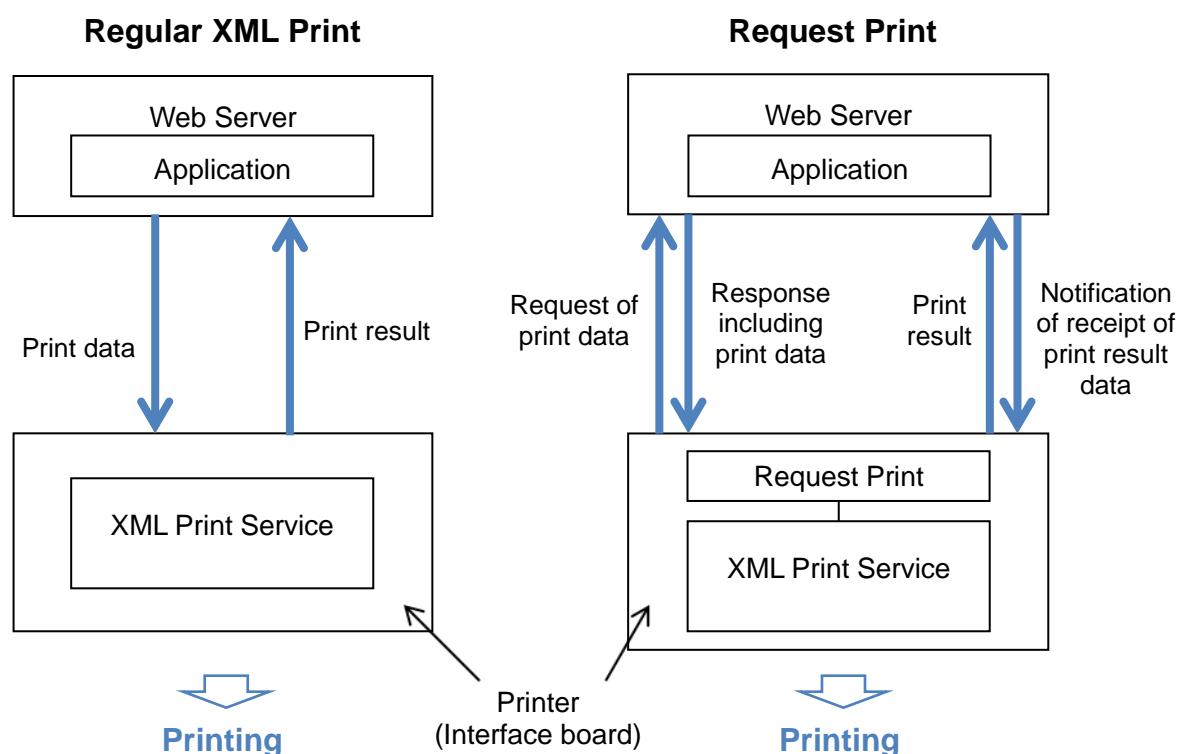 Regular XML Print
Web Server
Application
Print data
Print result
XML Print Service
Printing
Request Print
Web Server
Application
Request of
print data
Response
including
print data
Print
result
Notification
of receipt of
print result
data
Request Print
XML Print Service
Printer
(Interface board)
Printing